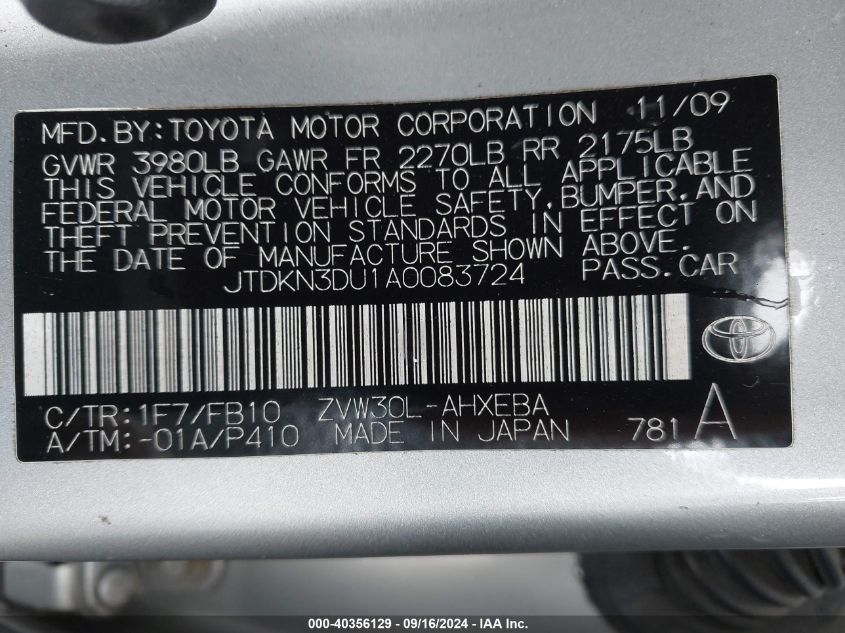 MFD. BY: TOYOTA MOTOR CORPORATION 11/09
GVWR 3980LB GAWR FR 2270LB RR 2175LB
THIS VEHICLE CONFORMS TO ALL APPLICABLE
FEDERAL MOTOR VEHICLE SAFETY, BUMPER, AND
THEFT PREVENTION STANDARDS IN EFFECT ON
THE DATE OF MANUFACTURE SHOWN ABOVE.
JTDKN3DU1A0083724 PASS. CAR
C/TR: 1F7/FB10 ZVW30L-AHXEBA
A/TM: -01A/P410 MADE IN JAPAN 781 A
000-40356129 - 09/16/2024 - IAA Inc.